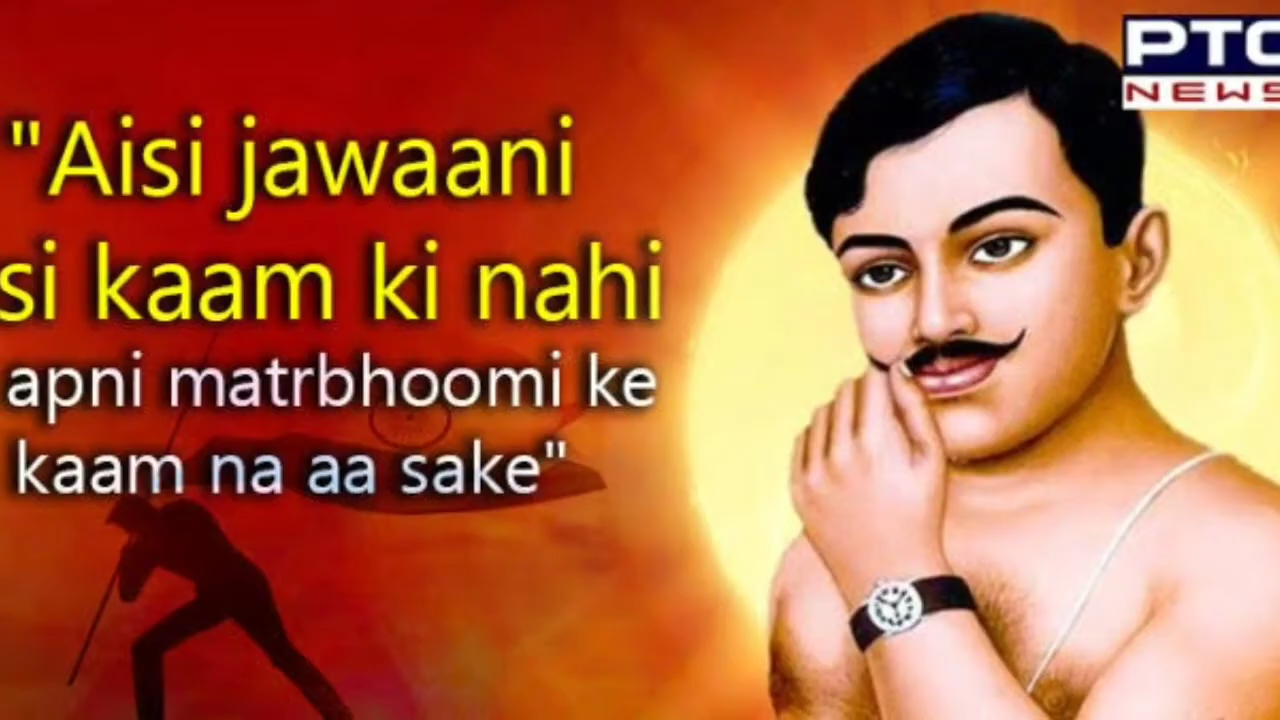 "Aisi jawaani
si kaam ki nahi
apni matrbhoomi ke
kaam na aa sake"
PTC
NEWS